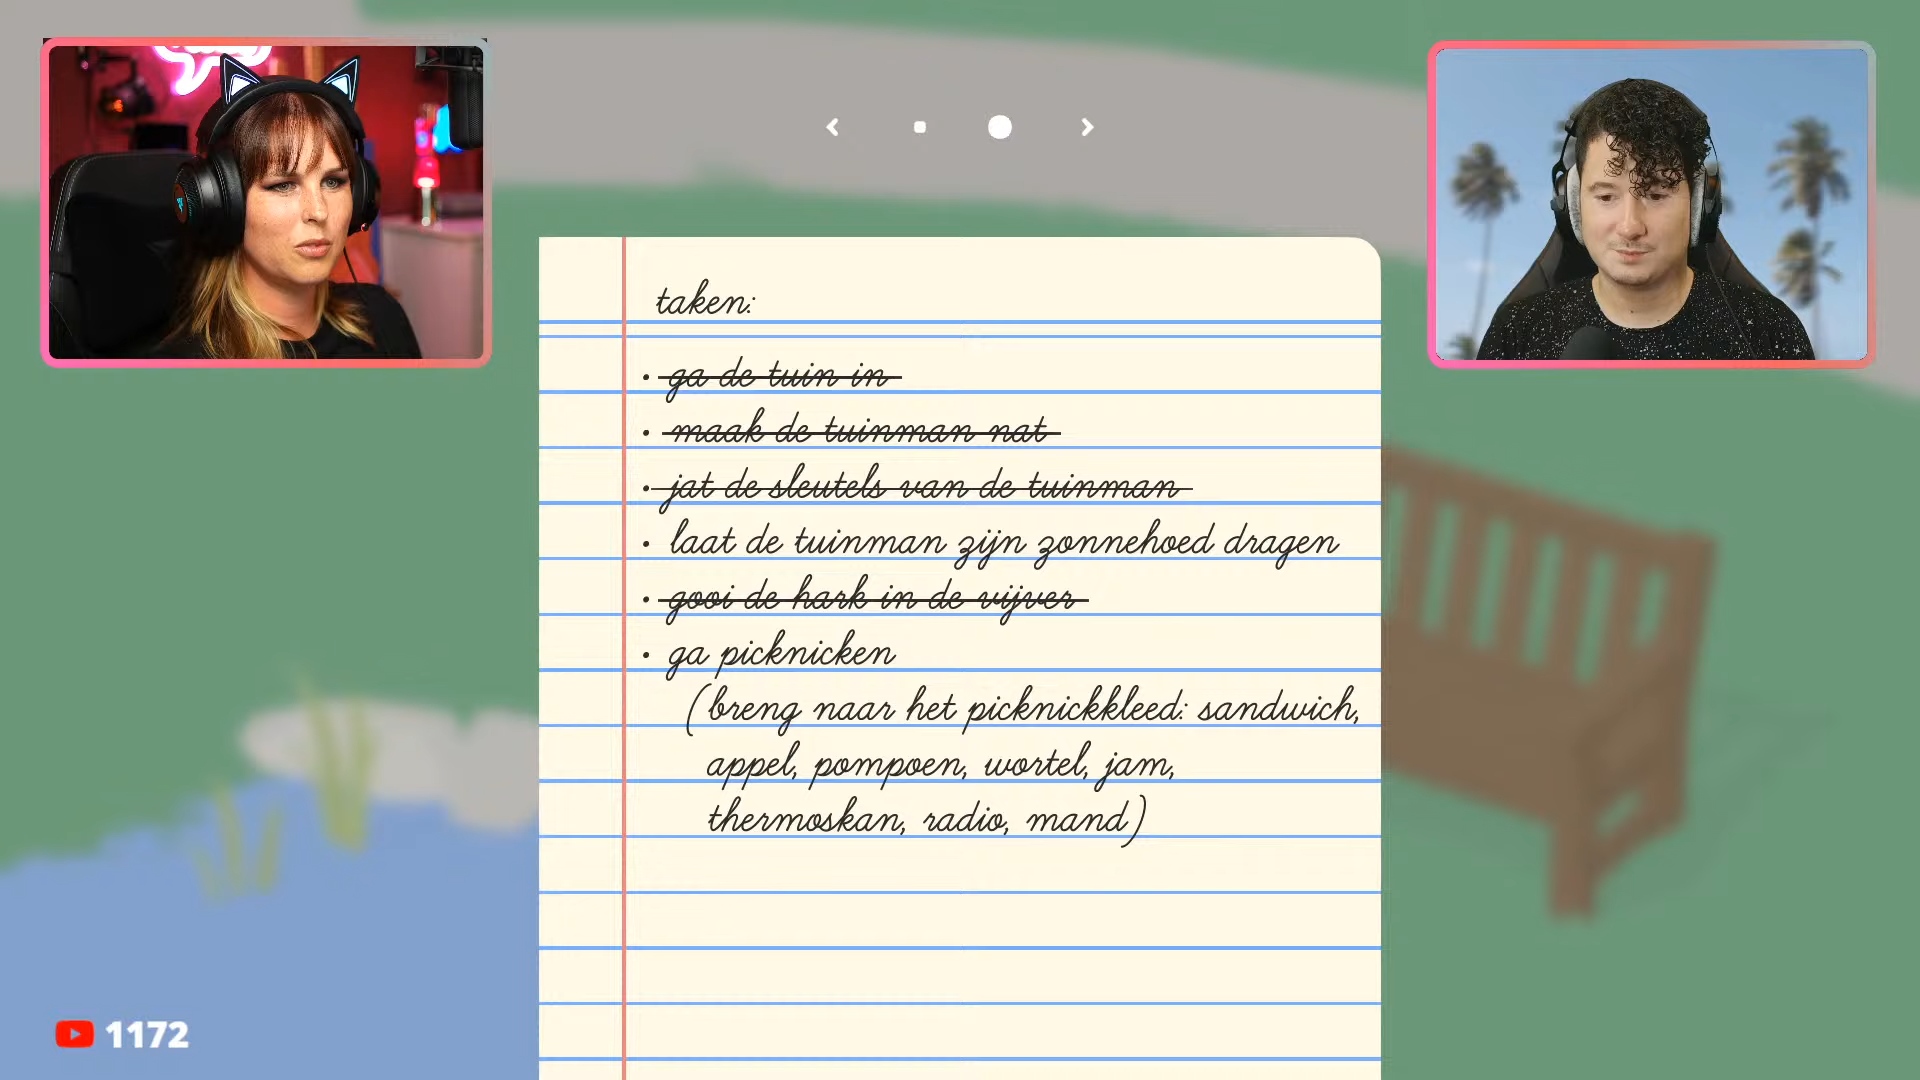 taken:
• ga de tuin in
• maak de tuinman nat
• jat de sleutels van de tuinman
• laat de tuinman zijn zonnehoed dragen
• gooi de hark in de vijver
• ga picknicken
(breng naar het picknickkleed: sandwich,
appel, pompoen, wortel, jam,
thermoskan, radio, mand)
1172